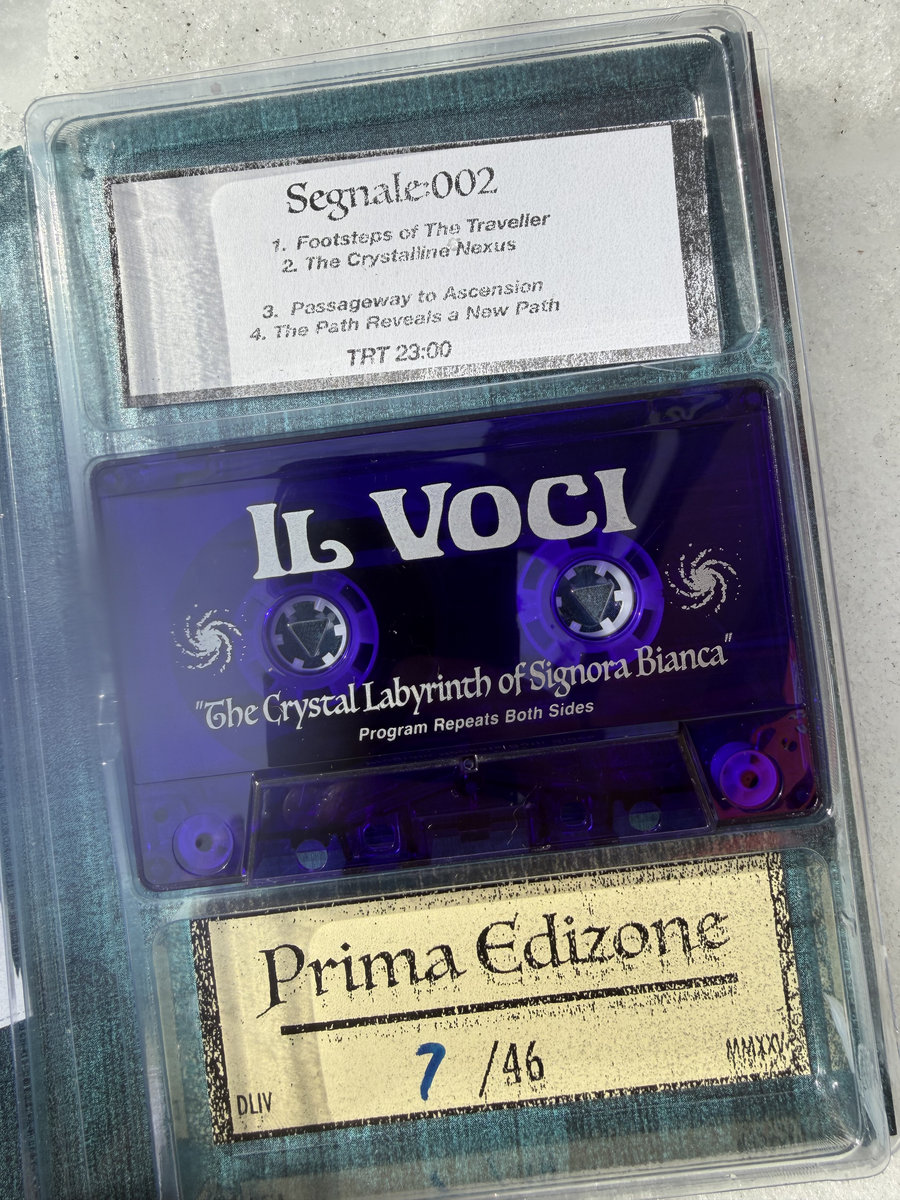 Segnale:002
1. Footsteps of The Traveller
2. The Crystalline Nexus
3. Passageway to Ascension
4. The Path Reveals a New Path
TRT 23:00
IL VOCI
"The Crystal Labyrinth of Signora Bianca"
Program Repeats Both Sides
Prima Edizone
7 /46
DLIV
MMXXV